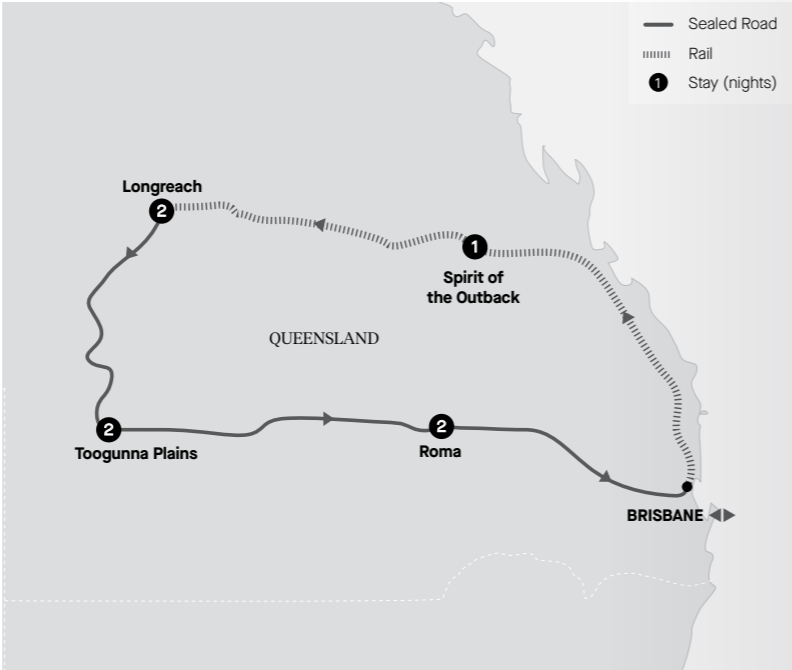 Sealed Road
Rail
1 Stay (nights)
Longreach
2
1
Spirit of
the Outback
QUEENSLAND
2
Toogunna Plains
2
Roma
BRISBANE